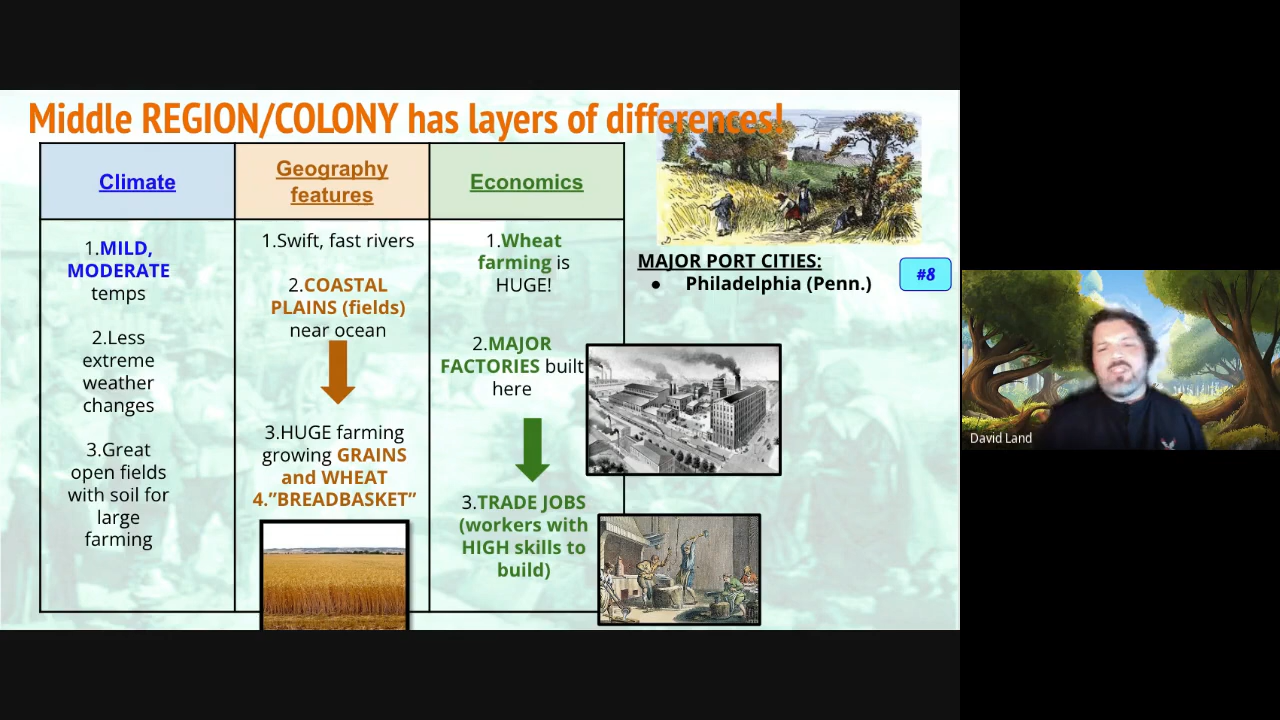 Middle REGION/COLONY has layers of differences!
Climate
Geography
features
Economics
1.MILD,
MODERATE
temps
2.Less
extreme
weather
changes
3.Great
open fields
with soil for
large
farming
1.Swift, fast rivers
2.COASTAL
PLAINS (fields)
near ocean
3.HUGE farming
growing GRAINS
and WHEAT
4.”BREADBASKET”
1.Wheat
farming is
HUGE!
2.MAJOR
FACTORIES built
here
3.TRADE JOBS
(workers with
HIGH skills to
build)
MAJOR PORT CITIES:
● Philadelphia (Penn.)
#8
David Land